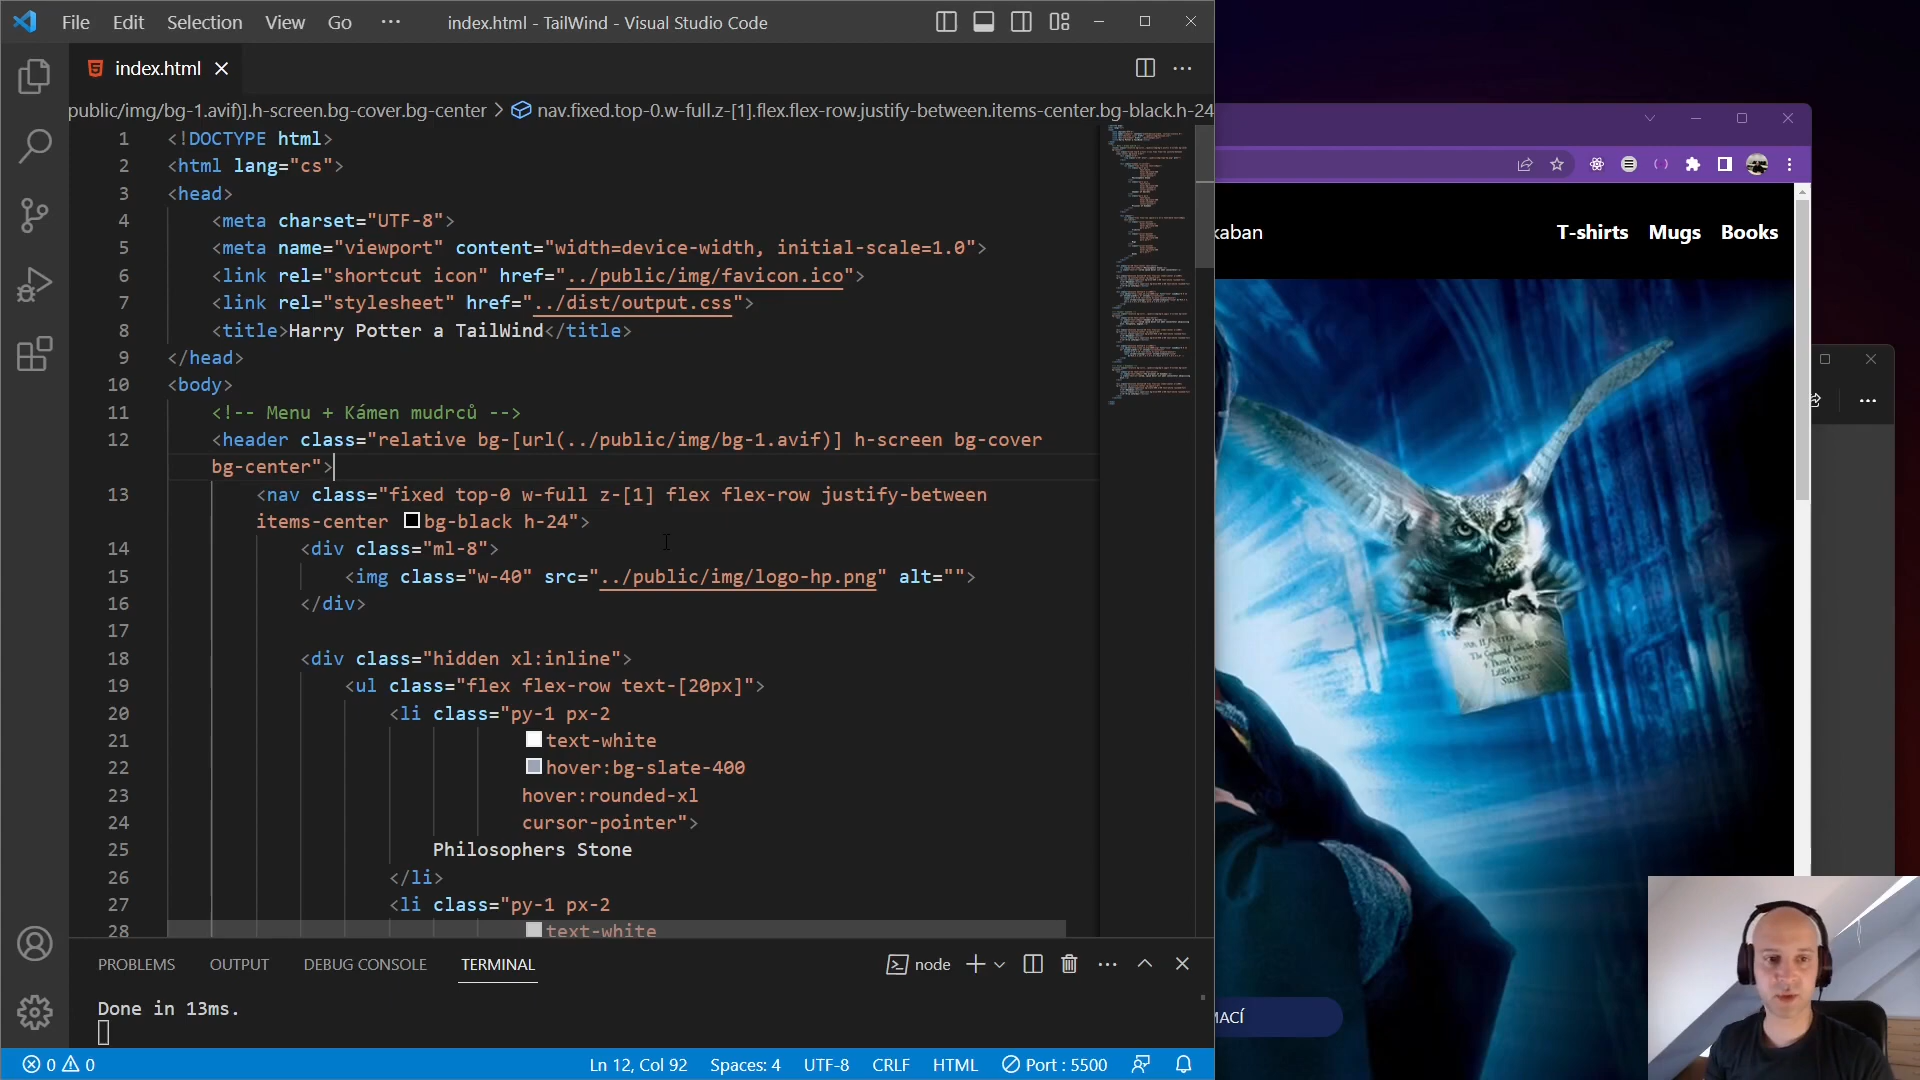 File Edit Selection View Go ··· index.html - TailWind - Visual Studio Code
index.html
public/img/bg-1.avif)].h-screen.bg-cover.bg-center > nav.fixed.top-0.w-full.z-[1].flex.flex-row.justify-between.items-center.bg-black.h-24
1 <!DOCTYPE html>
2 <html lang="cs">
3 <head>
4 <meta charset="UTF-8">
5 <meta name="viewport" content="width=device-width, initial-scale=1.0">
6 <link rel="shortcut icon" href="../public/img/favicon.ico">
7 <link rel="stylesheet" href="../dist/output.css">
8 <title>Harry Potter a TailWind</title>
9 </head>
10 <body>
11 <!-- Menu + Kámen mudrců -->
12 <header class="relative bg-[url(../public/img/bg-1.avif)] h-screen bg-cover
bg-center">
13 <nav class="fixed top-0 w-full z-[1] flex flex-row justify-between
items-center bg-black h-24">
14 <div class="ml-8">
15 <img class="w-40" src="../public/img/logo-hp.png" alt="">
16 </div>
17
18 <div class="hidden xl:inline">
19 <ul class="flex flex-row text-[20px]">
20 <li class="py-1 px-2
21 text-white
22 hover:bg-slate-400
23 hover:rounded-xl
24 cursor-pointer">
25 Philosophers Stone
26 </li>
27 <li class="py-1 px-2
28 text-white
PROBLEMS OUTPUT DEBUG CONSOLE TERMINAL node
Done in 13ms.
0 0 Ln 12, Col 92 Spaces: 4 UTF-8 CRLF HTML Port : 5500
kaban T-shirts Mugs Books
MR. H POTTER
MACÍ